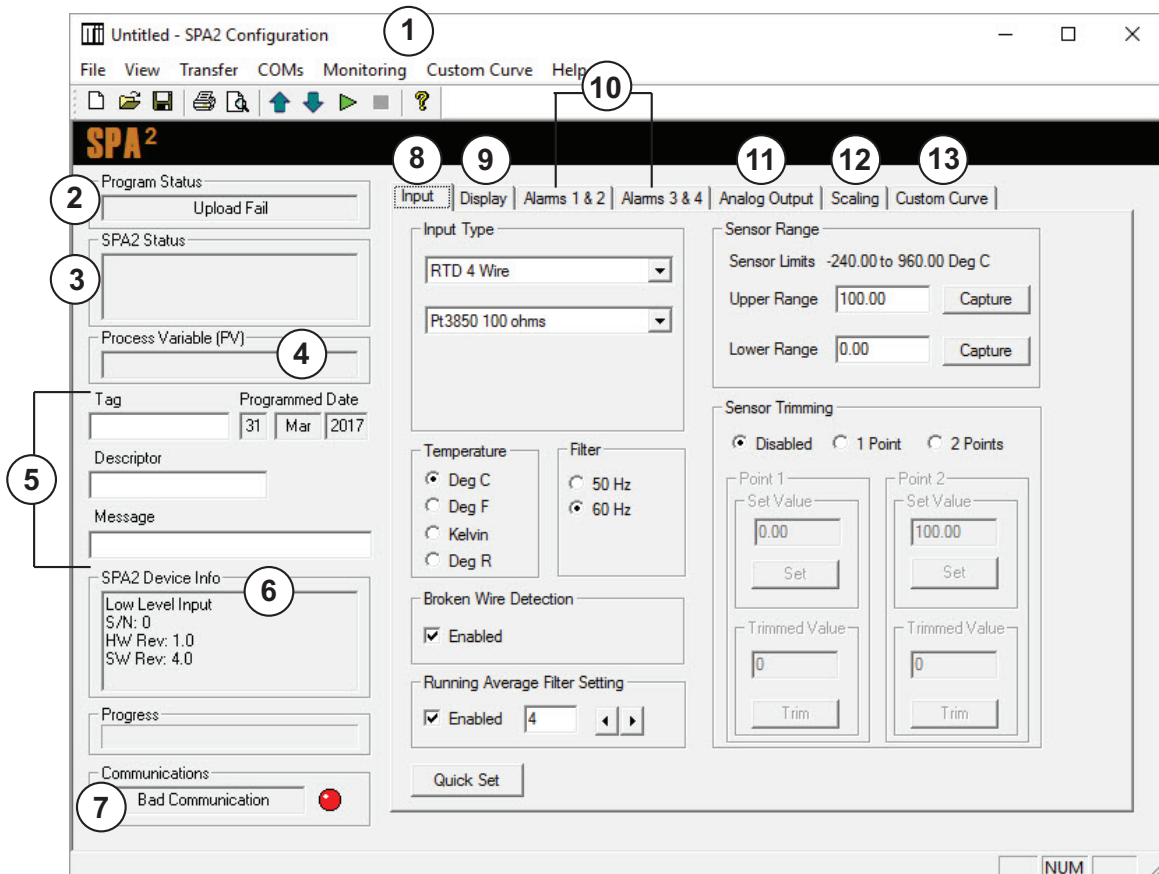 Untitled - SPA2 Configuration
1
File View Transfer COMs Monitoring Custom Curve Help
10
?
SPA2
8 9 11 12 13
Input Display Alarms 1 & 2 Alarms 3 & 4 Analog Output Scaling Custom Curve
2
Program Status
Upload Fail
3
SPA2 Status
4
Process Variable (PV)
5
Tag
Programmed Date
31 Mar 2017
Descriptor
Message
6
SPA2 Device Info
Low Level Input
S/N: 0
HW Rev: 1.0
SW Rev: 4.0
Progress
7
Communications
Bad Communication
Input Type
RTD 4 Wire
Pt3850 100 ohms
Temperature
Deg C
Deg F
Kelvin
Deg R
Filter
50 Hz
60 Hz
Broken Wire Detection
Enabled
Running Average Filter Setting
Enabled 4
Quick Set
Sensor Range
Sensor Limits -240.00 to 960.00 Deg C
Upper Range 100.00 Capture
Lower Range 0.00 Capture
Sensor Trimming
Disabled 1 Point 2 Points
Point 1
Set Value
0.00
Set
Trimmed Value
0
Trim
Point 2
Set Value
100.00
Set
Trimmed Value
0
Trim
NUM